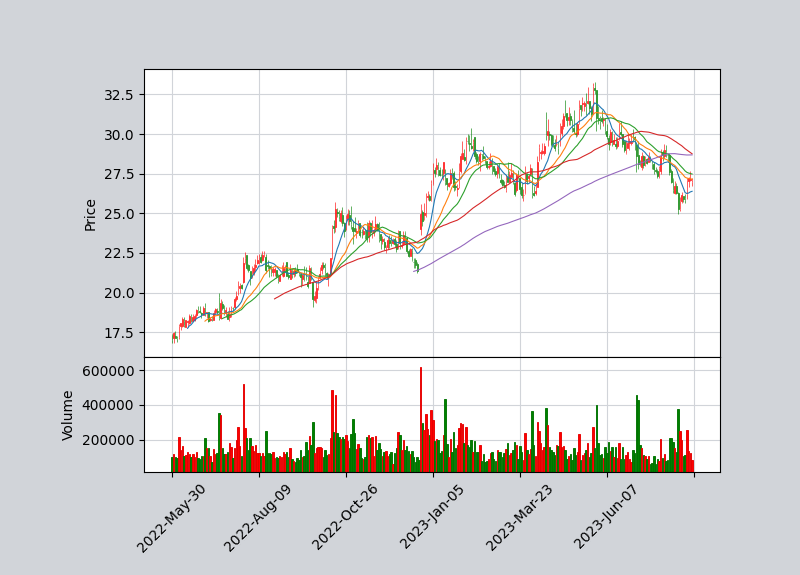 Price
32.5
30.0
27.5
25.0
22.5
20.0
17.5
Volume
600000
400000
200000
2022-May-30
2022-Aug-09
2022-Oct-26
2023-Jan-05
2023-Mar-23
2023-Jun-07